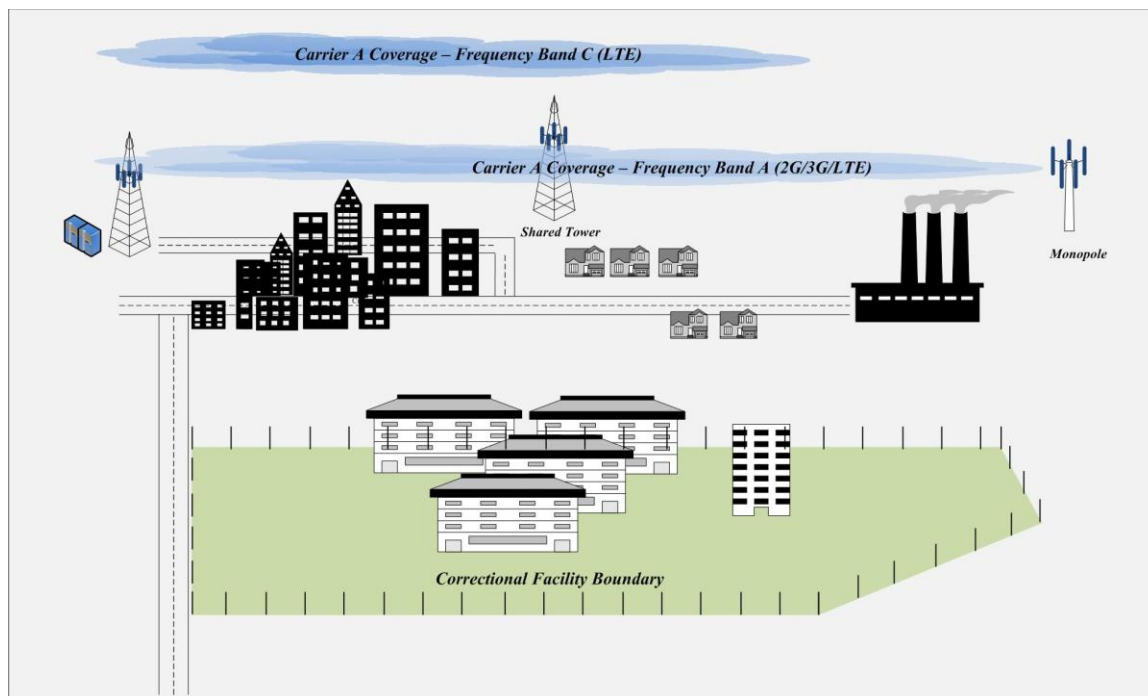 Carrier A Coverage – Frequency Band C (LTE)
Carrier A Coverage – Frequency Band A (2G/3G/LTE)
Shared Tower
Monopole
Correctional Facility Boundary